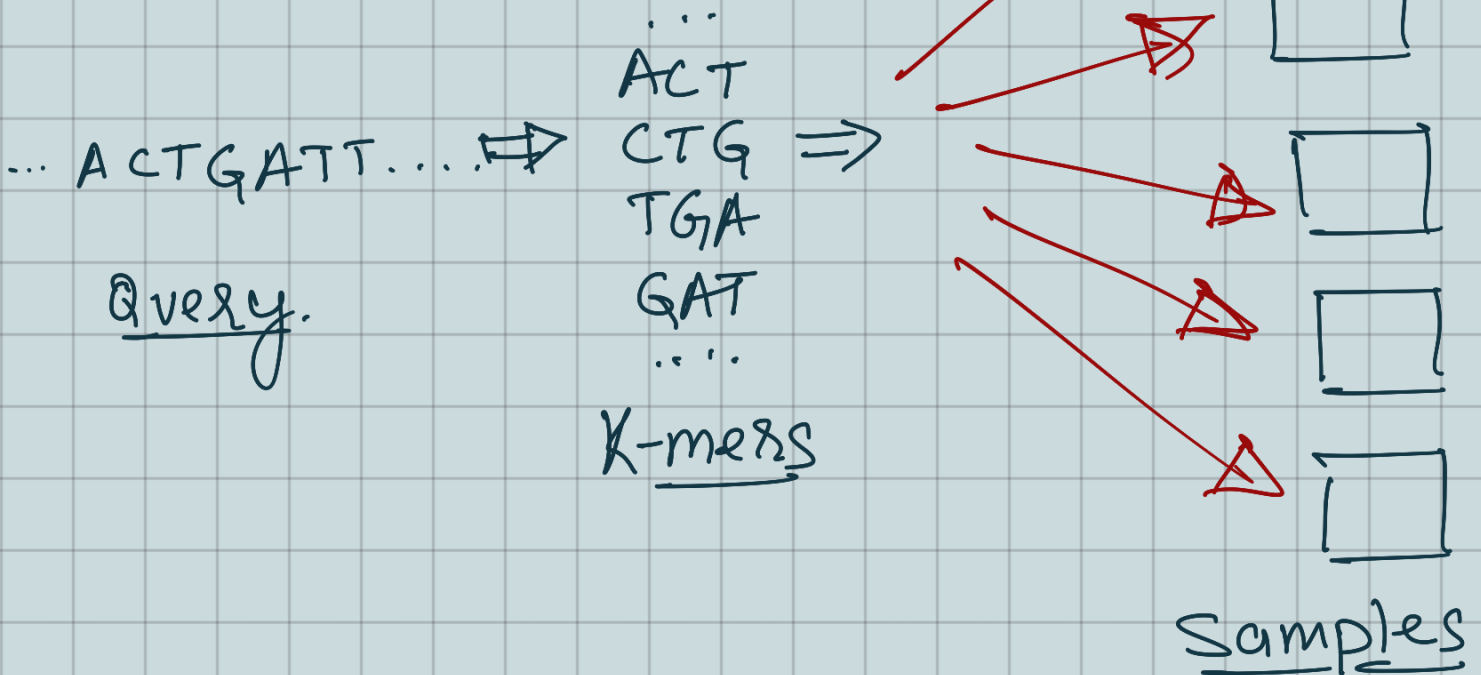 ...
ACT
... ACTGATT.....
CTG
TGA
GAT
....
Query.
K-mers
Samples